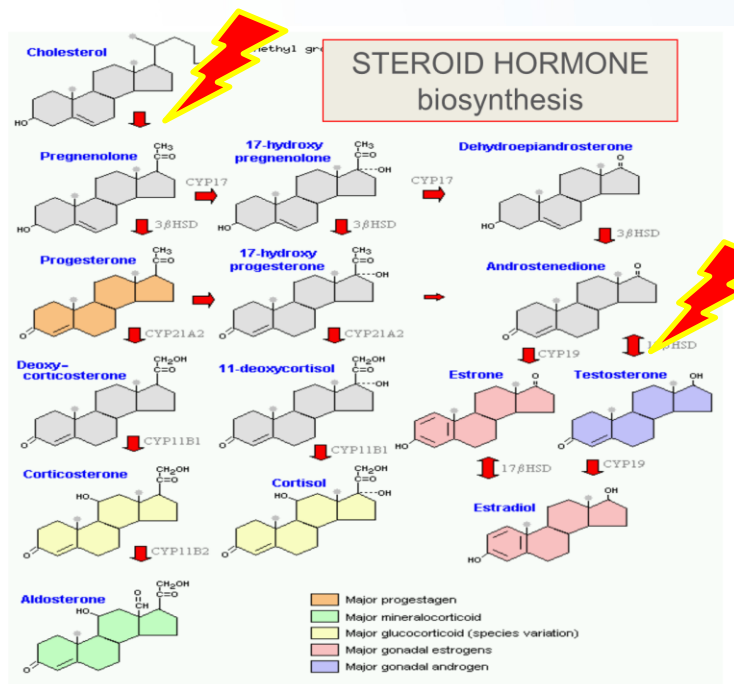 STEROID HORMONE
biosynthesis
Cholesterol
HO
Pregnenolone
CH3
C=O
HO
CYP17
17-hydroxy
pregnenolone
CH3
C=O
OH
HO
CYP17
Dehydroepiandrosterone
O
HO
3βHSD
3βHSD
3βHSD
Progesterone
CH3
C=O
O
17-hydroxy
progesterone
CH3
C=O
OH
O
Androstenedione
O
O
CYP21A2
CYP21A2
CYP19
Deoxy-
corticosterone
CH2OH
C=O
O
11-deoxycortisol
CH2OH
C=O
OH
O
Estrone
O
HO
Testosterone
OH
O
CYP11B1
CYP11B1
17βHSD
CYP19
Corticosterone
CH2OH
C=O
HO
O
Cortisol
CH2OH
C=O
HO
OH
O
Estradiol
OH
HO
CYP11B2
Aldosterone
CH2OH
O
C=O
CH
HO
O
Major progestagen
Major mineralocorticoid
Major glucocorticoid (species variation)
Major gonadal estrogens
Major gonadal androgen